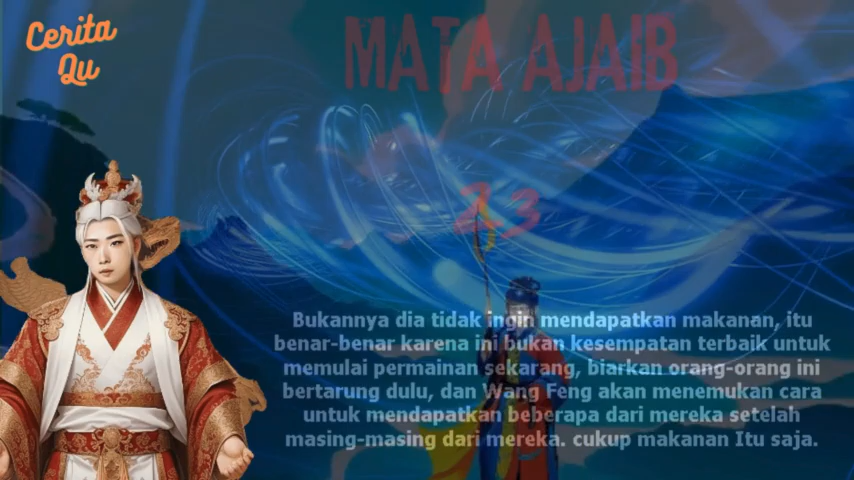 Cerita
Qu
MATA AJAIB
23
Bukannya dia tidak ingin mendapatkan makanan, itu
benar-benar karena ini bukan kesempatan terbaik untuk
memulai permainan sekarang, biarkan orang-orang ini
bertarung dulu, dan Wang Feng akan menemukan cara
untuk mendapatkan beberapa dari mereka setelah
masing-masing dari mereka. cukup makanan Itu saja.